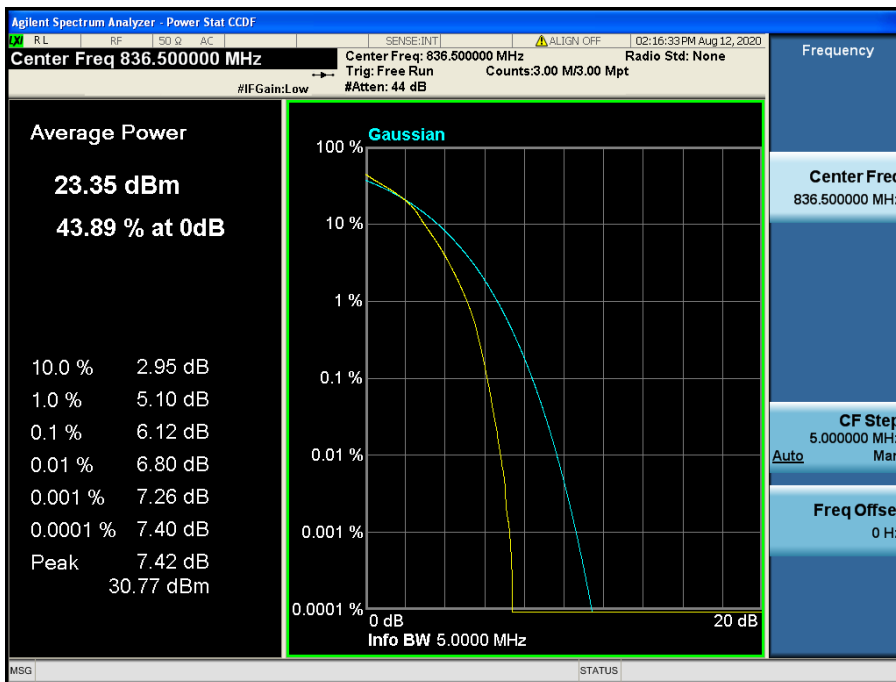 Agilent Spectrum Analyzer - Power Stat CCDF
LXI RL RF 50 Ω AC SENSE:INT ALIGN OFF 02:16:33 PM Aug 12, 2020
Center Freq 836.500000 MHz
Center Freq: 836.500000 MHz Radio Std: None
Trig: Free Run Counts:3.00 M/3.00 Mpt
#IFGain:Low #Atten: 44 dB
Average Power
23.35 dBm
43.89 % at 0dB
10.0 % 2.95 dB
1.0 % 5.10 dB
0.1 % 6.12 dB
0.01 % 6.80 dB
0.001 % 7.26 dB
0.0001 % 7.40 dB
Peak 7.42 dB
30.77 dBm
Gaussian
100 %
10 %
1 %
0.1 %
0.01 %
0.001 %
0.0001 %
0 dB 20 dB
Info BW 5.0000 MHz
Frequency
Center Freq
836.500000 MHz
CF Step
5.000000 MHz
Auto Man
Freq Offse
0 Hz
MSG STATUS